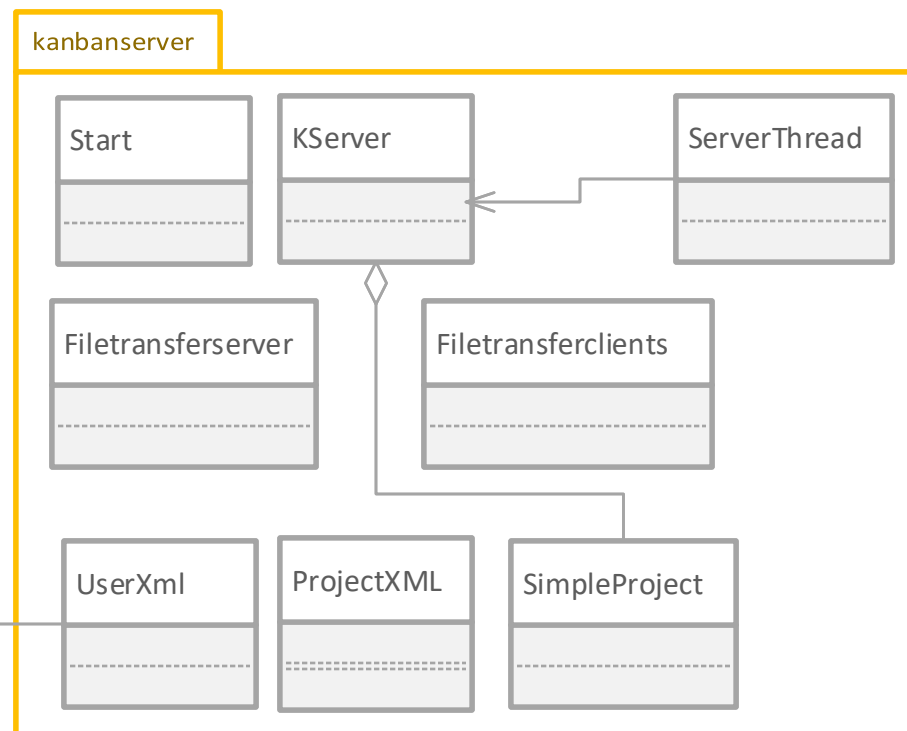 kanbanserver
Start
KServer
ServerThread
Filetransferserver
Filetransferclients
UserXml
ProjectXML
SimpleProject